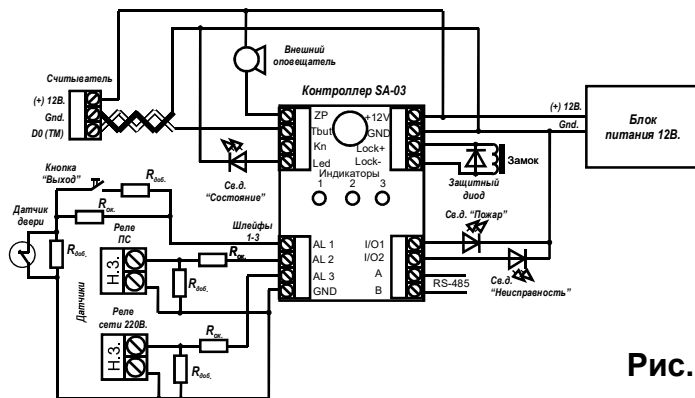 Внешний
оповещатель
Считыватель
(+) 12В.
Gnd.
D0 (TM)
Контроллер SA-03
ZP
Tbut
Kn
Led
+12V
GND
Lock+
Lock-
Индикаторы
1 2 3
(+) 12В.
Gnd.
Блок
питания 12В.
Замок
Защитный
диод
Кнопка
"Выход"
Rдоб.
Св.д.
"Состояние"
Св.д. "Пожар"
Датчик
двери
Rок.
Rдоб.
Шлейфы
1-3
Реле
ПС
Н.З.
Rок.
Rдоб.
AL 1
AL 2
AL 3
GND
I/O1
I/O2
A
B
RS-485
Св.д.
"Неисправность"
Датчики
Реле
сети 220В.
Н.З.
Rок.
Rдоб.
Рис.